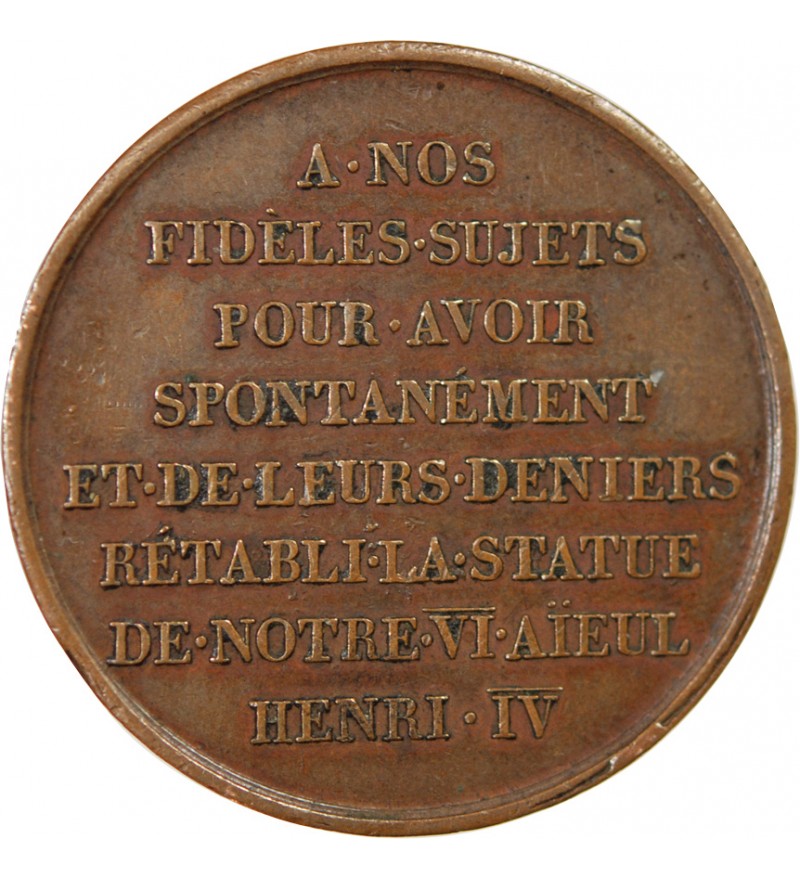 A·NOS
FIDÈLES·SUJETS
POUR·AVOIR
SPONTANÉMENT
ET·DE·LEURS·DENIERS
RÉTABLI·LA·STATUE
DE·NOTRE·VI·AÏEUL
HENRI·IV